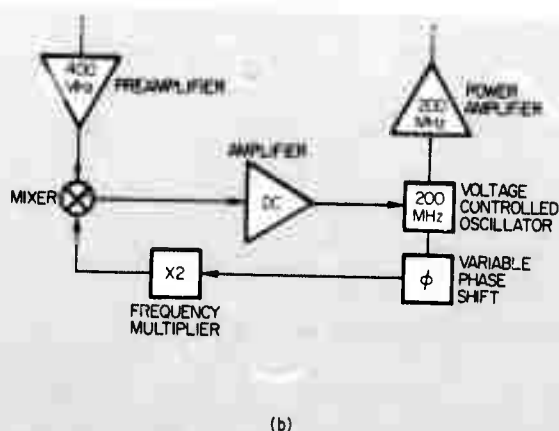 400
MHz
PREAMPLIFIER
POWER
AMPLIFIER
200
MHz
AMPLIFIER
MIXER
DC
200
MHz
VOLTAGE
CONTROLLED
OSCILLATOR
X2
ϕ
VARIABLE
PHASE
SHIFT
FREQUENCY
MULTIPLIER
(b)